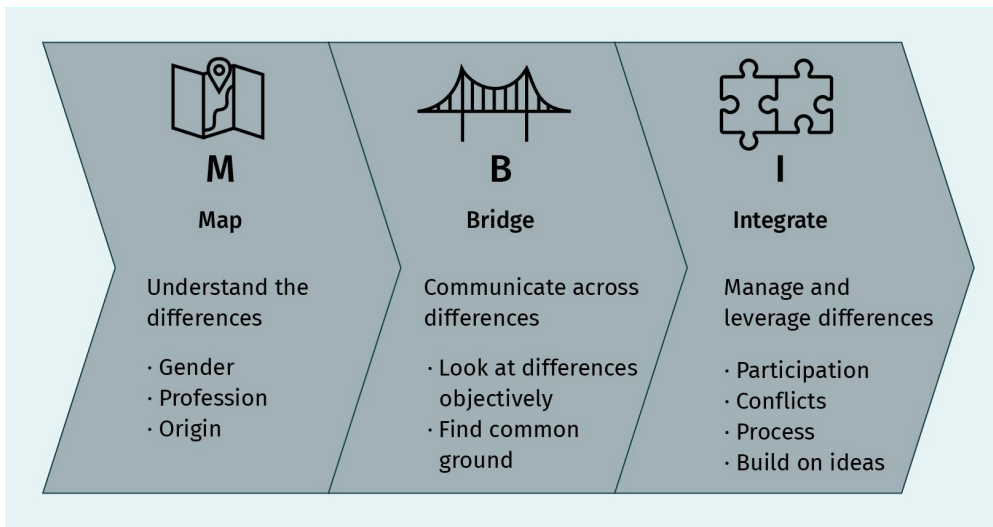 M
Map
Understand the
differences
· Gender
· Profession
· Origin
B
Bridge
Communicate across
differences
· Look at differences
objectively
· Find common
ground
I
Integrate
Manage and
leverage differences
· Participation
· Conflicts
· Process
· Build on ideas